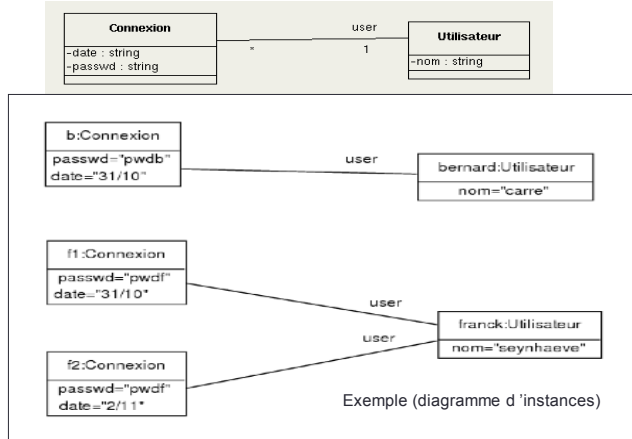 Connexion
-date : string
-passwd : string
user
* 1
Utilisateur
-nom : string
b:Connexion
passwd="pwdb"
date="31/10"
user
bernard:Utilisateur
nom="carre"
f1:Connexion
passwd="pwdf"
date="31/10"
user
franck:Utilisateur
nom="seynhaeve"
user
f2:Connexion
passwd="pwdf"
date="2/11"
Exemple (diagramme d ’instances)